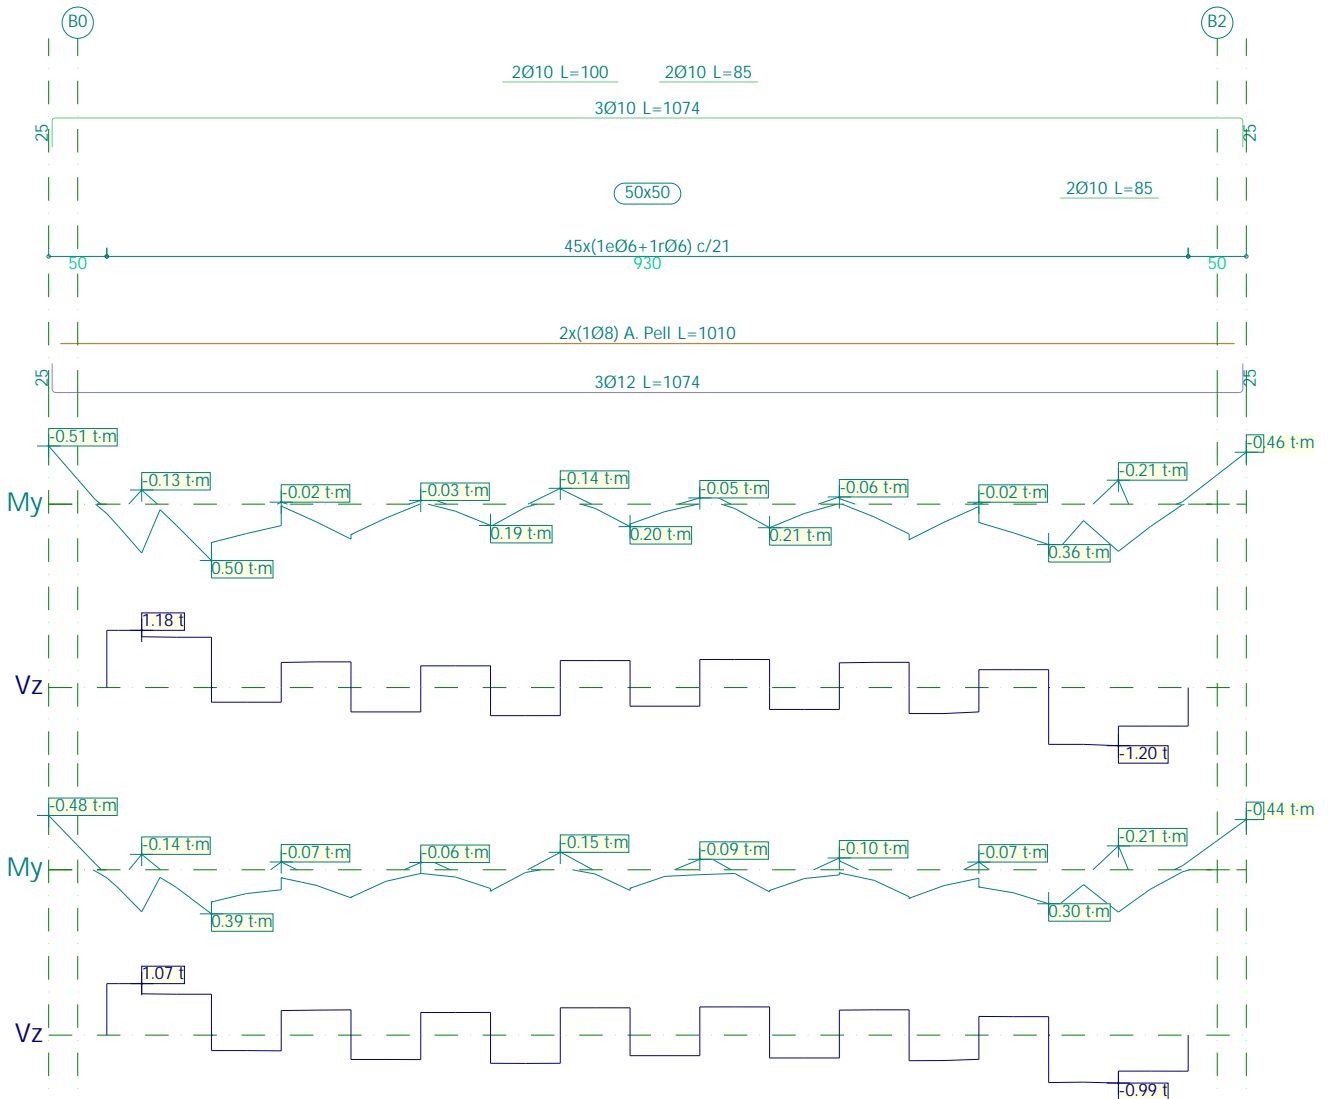 B0 B2
2Ø10 L=100 2Ø10 L=85
3Ø10 L=1074
25 25
50x50 2Ø10 L=85
45x(1eØ6+1rØ6) c/21
50 930 50
2x(1Ø8) A. Pell L=1010
25 3Ø12 L=1074 25
-0.51 t·m -0.46 t·m
-0.13 t·m -0.02 t·m -0.03 t·m -0.14 t·m -0.05 t·m -0.06 t·m -0.02 t·m -0.21 t·m
My
0.50 t·m 0.19 t·m 0.20 t·m 0.21 t·m 0.36 t·m
1.18 t
Vz
-1.20 t
-0.48 t·m -0.44 t·m
-0.14 t·m -0.07 t·m -0.06 t·m -0.15 t·m -0.09 t·m -0.10 t·m -0.07 t·m -0.21 t·m
My
0.39 t·m 0.30 t·m
1.07 t
Vz
-0.99 t